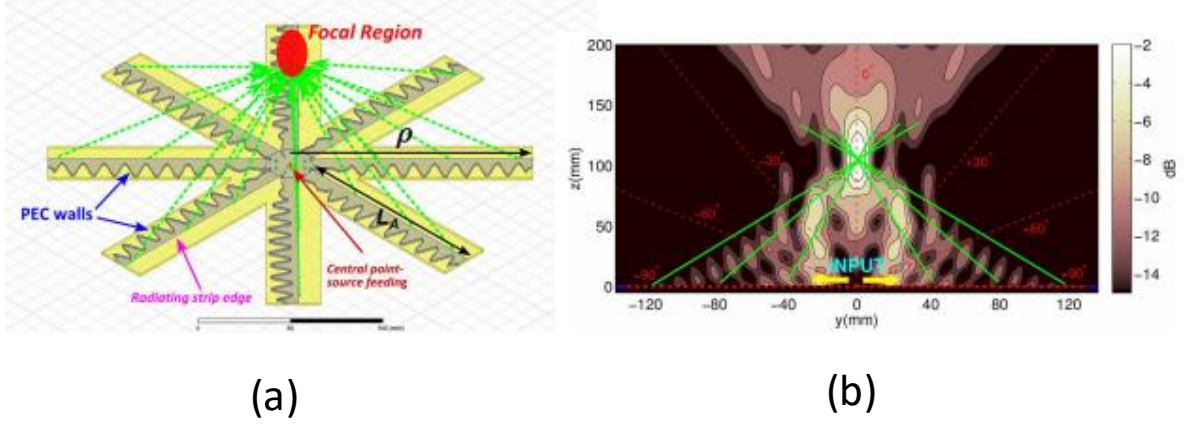 Focal Region
ρ
PEC walls
L_A
Central point-
source feeding
Radiating strip edge
(a)
200
150
100
50
0
z(mm)
0°
-30°
+30°
-60°
+60°
-90°
+90°
INPUT
-120 -80 -40 0 40 80 120
y(mm)
-2
-4
-6
-8
-10
-12
-14
dB
(b)